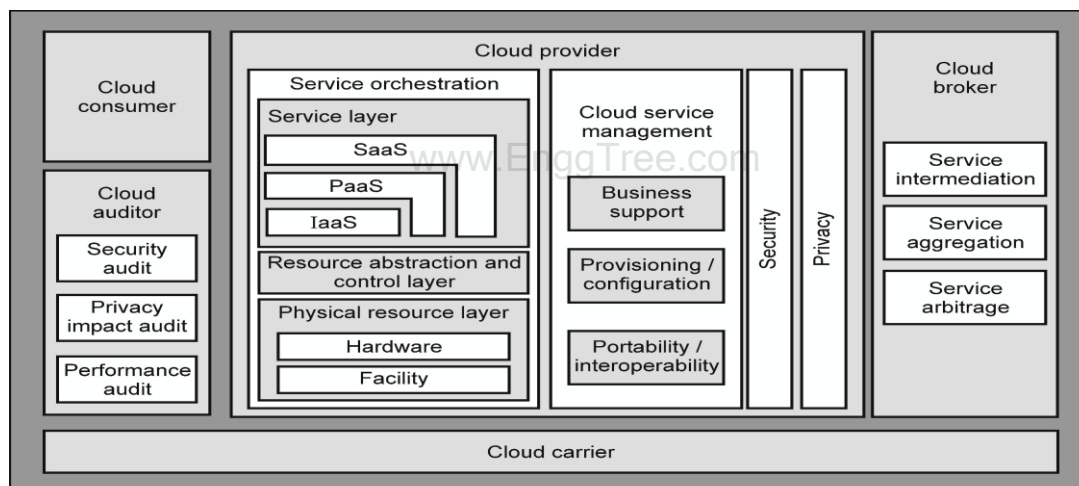 Cloud
consumer
Cloud
auditor
Security
audit
Privacy
impact audit
Performance
audit
Cloud provider
Service orchestration
Service layer
SaaS
PaaS
IaaS
Resource abstraction and
control layer
Physical resource layer
Hardware
Facility
Cloud service
management
www.EnggTree.com
Business
support
Provisioning /
configuration
Portability /
interoperability
Security
Privacy
Cloud
broker
Service
intermediation
Service
aggregation
Service
arbitrage
Cloud carrier